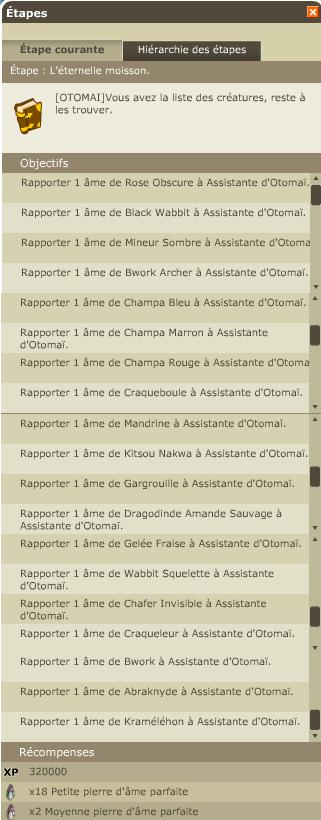 Étapes
Étape courante
Hiérarchie des étapes
Étape : L'éternelle moisson.
[OTOMAI]Vous avez la liste des créatures, reste à
les trouver.
Objectifs
Rapporter 1 âme de Rose Obscure à Assistante d'Otomaï.
Rapporter 1 âme de Black Wabbit à Assistante d'Otomaï.
Rapporter 1 âme de Mineur Sombre à Assistante d'Otoma
Rapporter 1 âme de Bwork Archer à Assistante d'Otomaï.
Rapporter 1 âme de Champa Bleu à Assistante d'Otomaï.
Rapporter 1 âme de Champa Marron à Assistante
d'Otomaï.
Rapporter 1 âme de Champa Rouge à Assistante d'Otoma
Rapporter 1 âme de Craqueboule à Assistante d'Otomaï.
Rapporter 1 âme de Mandrine à Assistante d'Otomaï.
Rapporter 1 âme de Kitsou Nakwa à Assistante d'Otomaï.
Rapporter 1 âme de Gargrouille à Assistante d'Otomaï.
Rapporter 1 âme de Dragodinde Amande Sauvage à
Assistante d'Otomaï.
Rapporter 1 âme de Gelée Fraise à Assistante d'Otomaï.
Rapporter 1 âme de Wabbit Squelette à Assistante
d'Otomaï.
Rapporter 1 âme de Chafer Invisible à Assistante
d'Otomaï.
Rapporter 1 âme de Craqueleur à Assistante d'Otomaï.
Rapporter 1 âme de Bwork à Assistante d'Otomaï.
Rapporter 1 âme de Abraknyde à Assistante d'Otomaï.
Rapporter 1 âme de Kraméléhon à Assistante d'Otomaï.
Récompenses
XP 320000
x18 Petite pierre d'âme parfaite
x2 Moyenne pierre d'âme parfaite